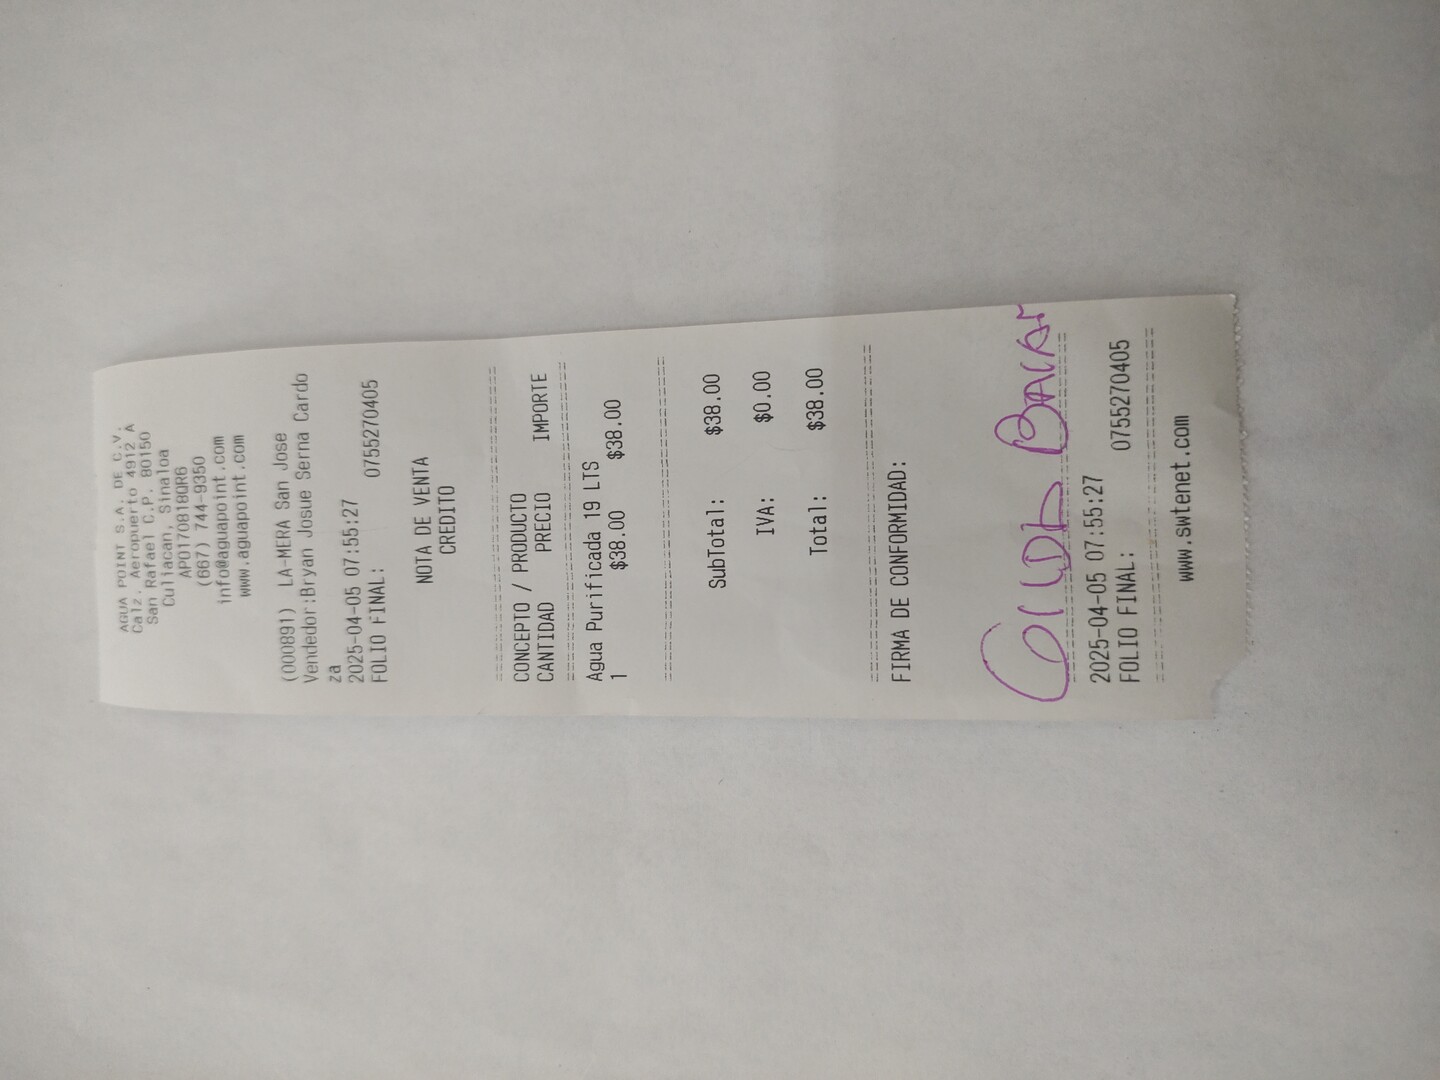 AGUA POINT S.A. DE C.V.
Calz. Aeropuerto 4912 A
San Rafael C.P. 80150
Culiacan, Sinaloa
APO170818QR6
(667) 744-9350
info@aguapoint.com
www.aguapoint.com
(000891) LA-MERA San Jose
Vendedor:Bryan Josue Serna Cardo
za
2025-04-05 07:55:27
FOLIO FINAL: 0755270405
NOTA DE VENTA
CREDITO
CONCEPTO / PRODUCTO
CANTIDAD PRECIO IMPORTE
Agua Purificada 19 LTS
1 $38.00 $38.00
SubTotal: $38.00
IVA: $0.00
Total: $38.00
FIRMA DE CONFORMIDAD:
2025-04-05 07:55:27
FOLIO FINAL: 0755270405
www.swtenet.com